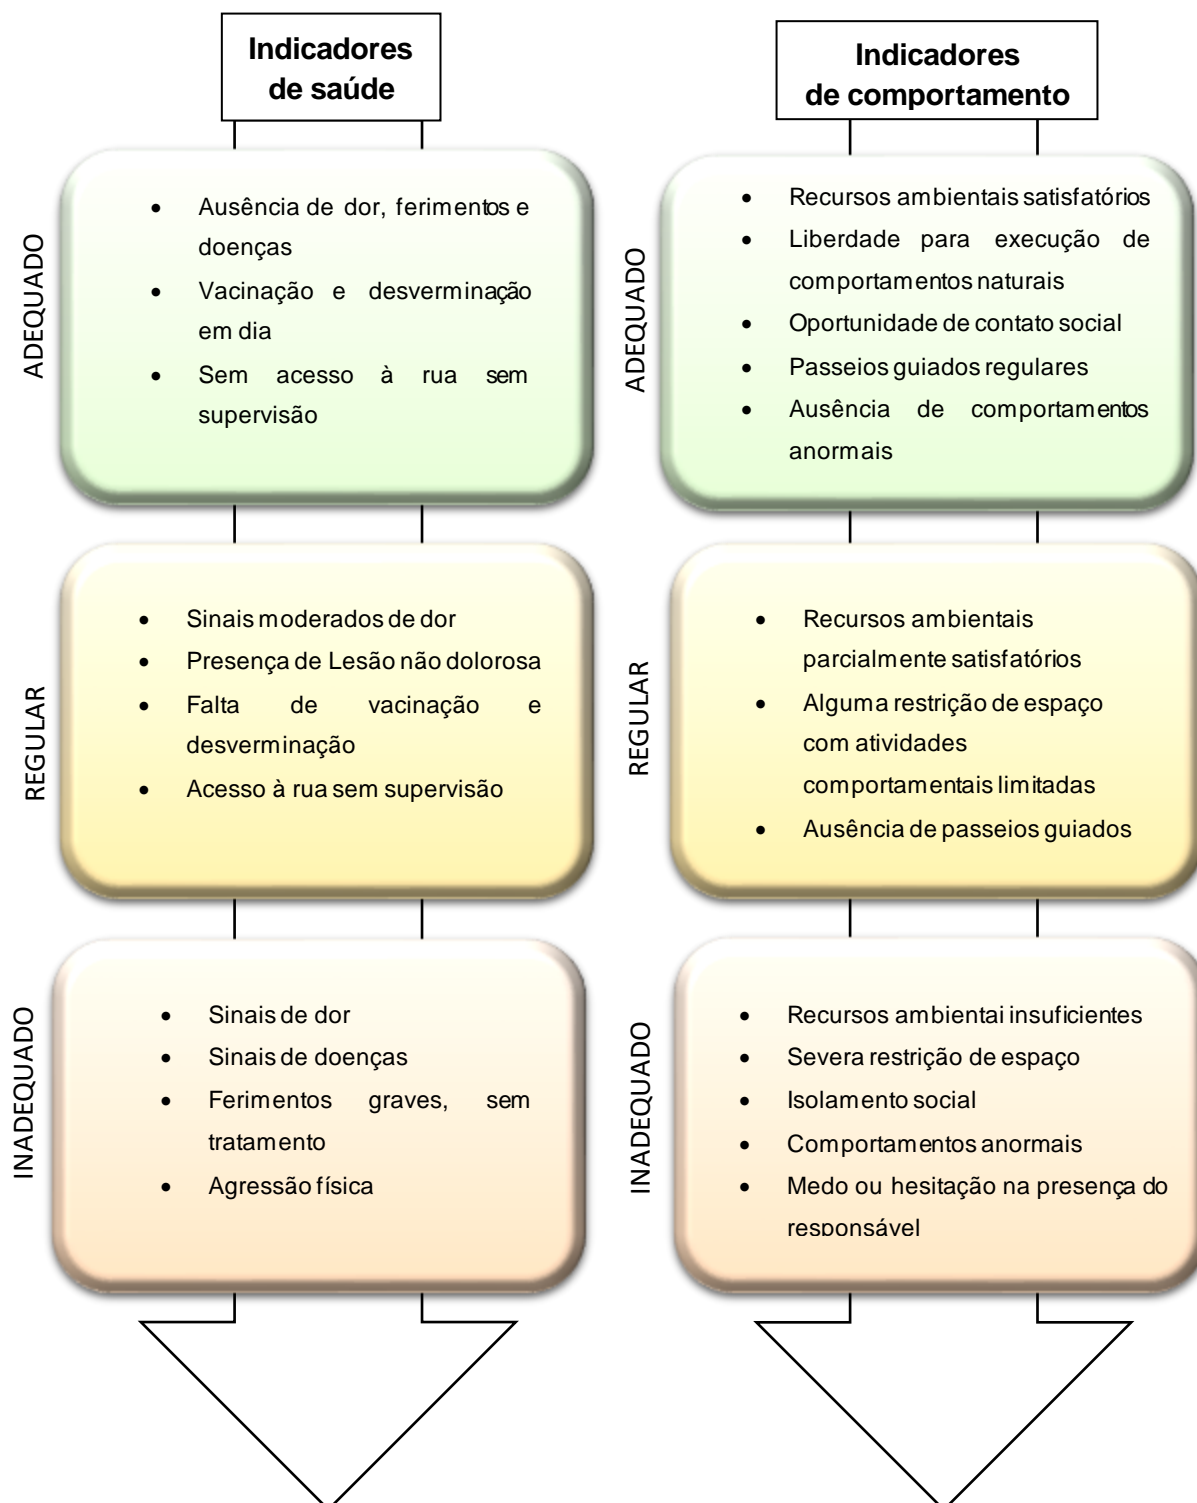 Indicadores
de saúde
ADEQUADO
• Ausência de dor, ferimentos e
doenças
• Vacinação e desverminação
em dia
• Sem acesso à rua sem
supervisão
REGULAR
• Sinais moderados de dor
• Presença de Lesão não dolorosa
• Falta de vacinação e
desverminação
• Acesso à rua sem supervisão
INADEQUADO
• Sinais de dor
• Sinais de doenças
• Ferimentos graves, sem
tratamento
• Agressão física
Indicadores
de comportamento
ADEQUADO
• Recursos ambientais satisfatórios
• Liberdade para execução de
comportamentos naturais
• Oportunidade de contato social
• Passeios guiados regulares
• Ausência de comportamentos
anormais
REGULAR
• Recursos ambientais
parcialmente satisfatórios
• Alguma restrição de espaço
com atividades
comportamentais limitadas
• Ausência de passeios guiados
INADEQUADO
• Recursos ambientai insuficientes
• Severa restrição de espaço
• Isolamento social
• Comportamentos anormais
• Medo ou hesitação na presença do
responsável